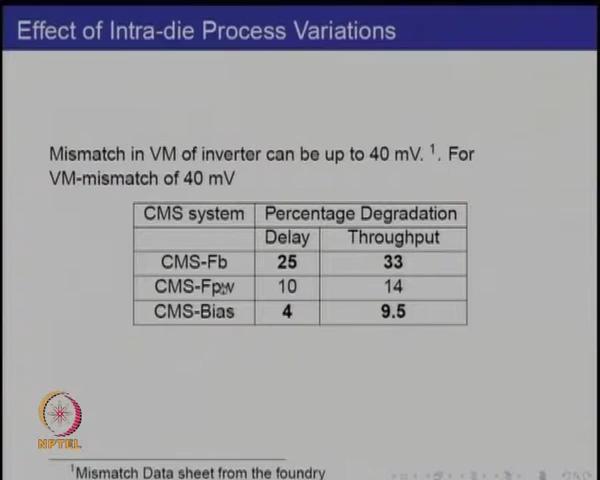 Effect of Intra-die Process Variations
Mismatch in VM of inverter can be up to 40 mV. 1. For
VM-mismatch of 40 mV
CMS system Percentage Degradation
Delay Throughput
CMS-Fb 25 33
CMS-Fpw 10 14
CMS-Bias 4 9.5
NPTEL
1Mismatch Data sheet from the foundry